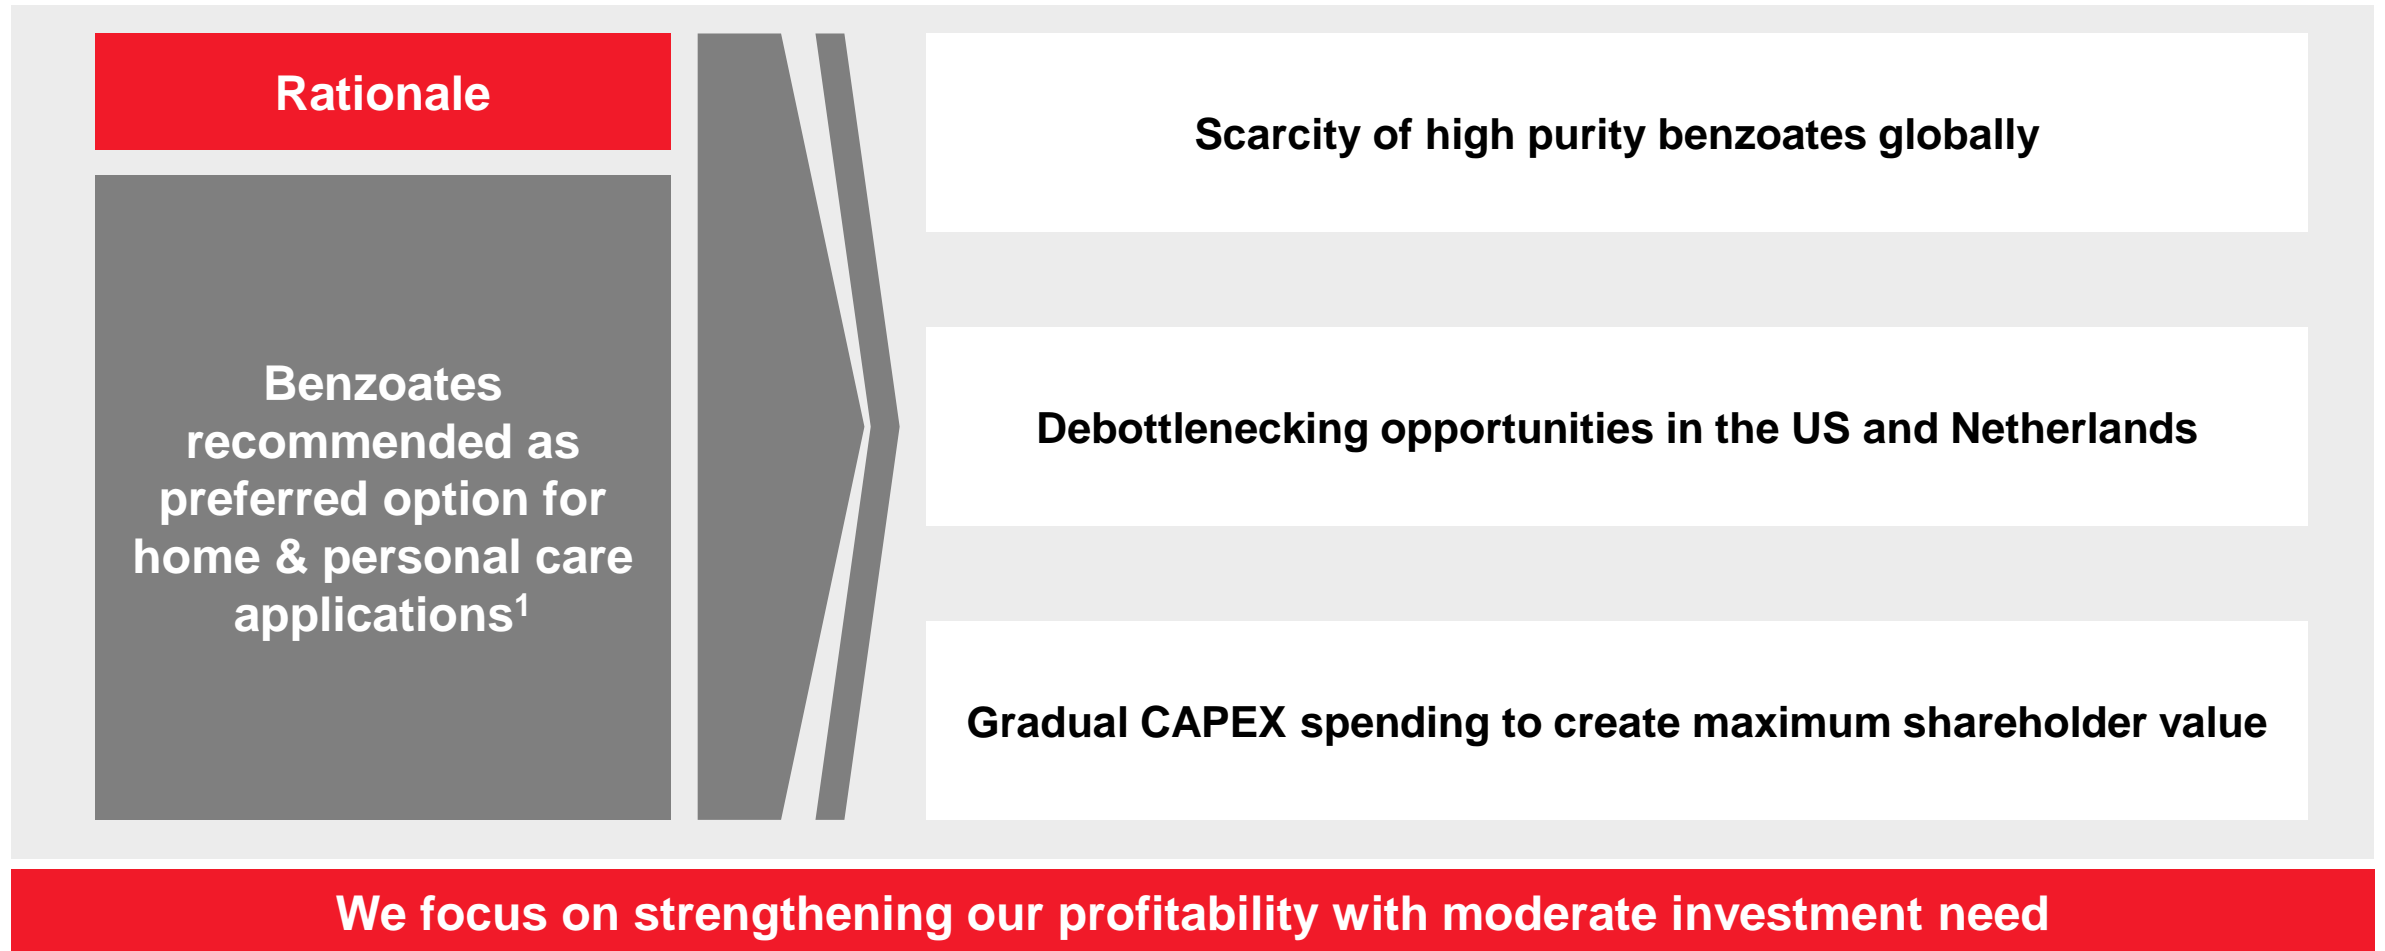 Rationale
Benzoates
recommended as
preferred option for
home & personal care
applications¹
Scarcity of high purity benzoates globally
Debottlenecking opportunities in the US and Netherlands
Gradual CAPEX spending to create maximum shareholder value
We focus on strengthening our profitability with moderate investment need